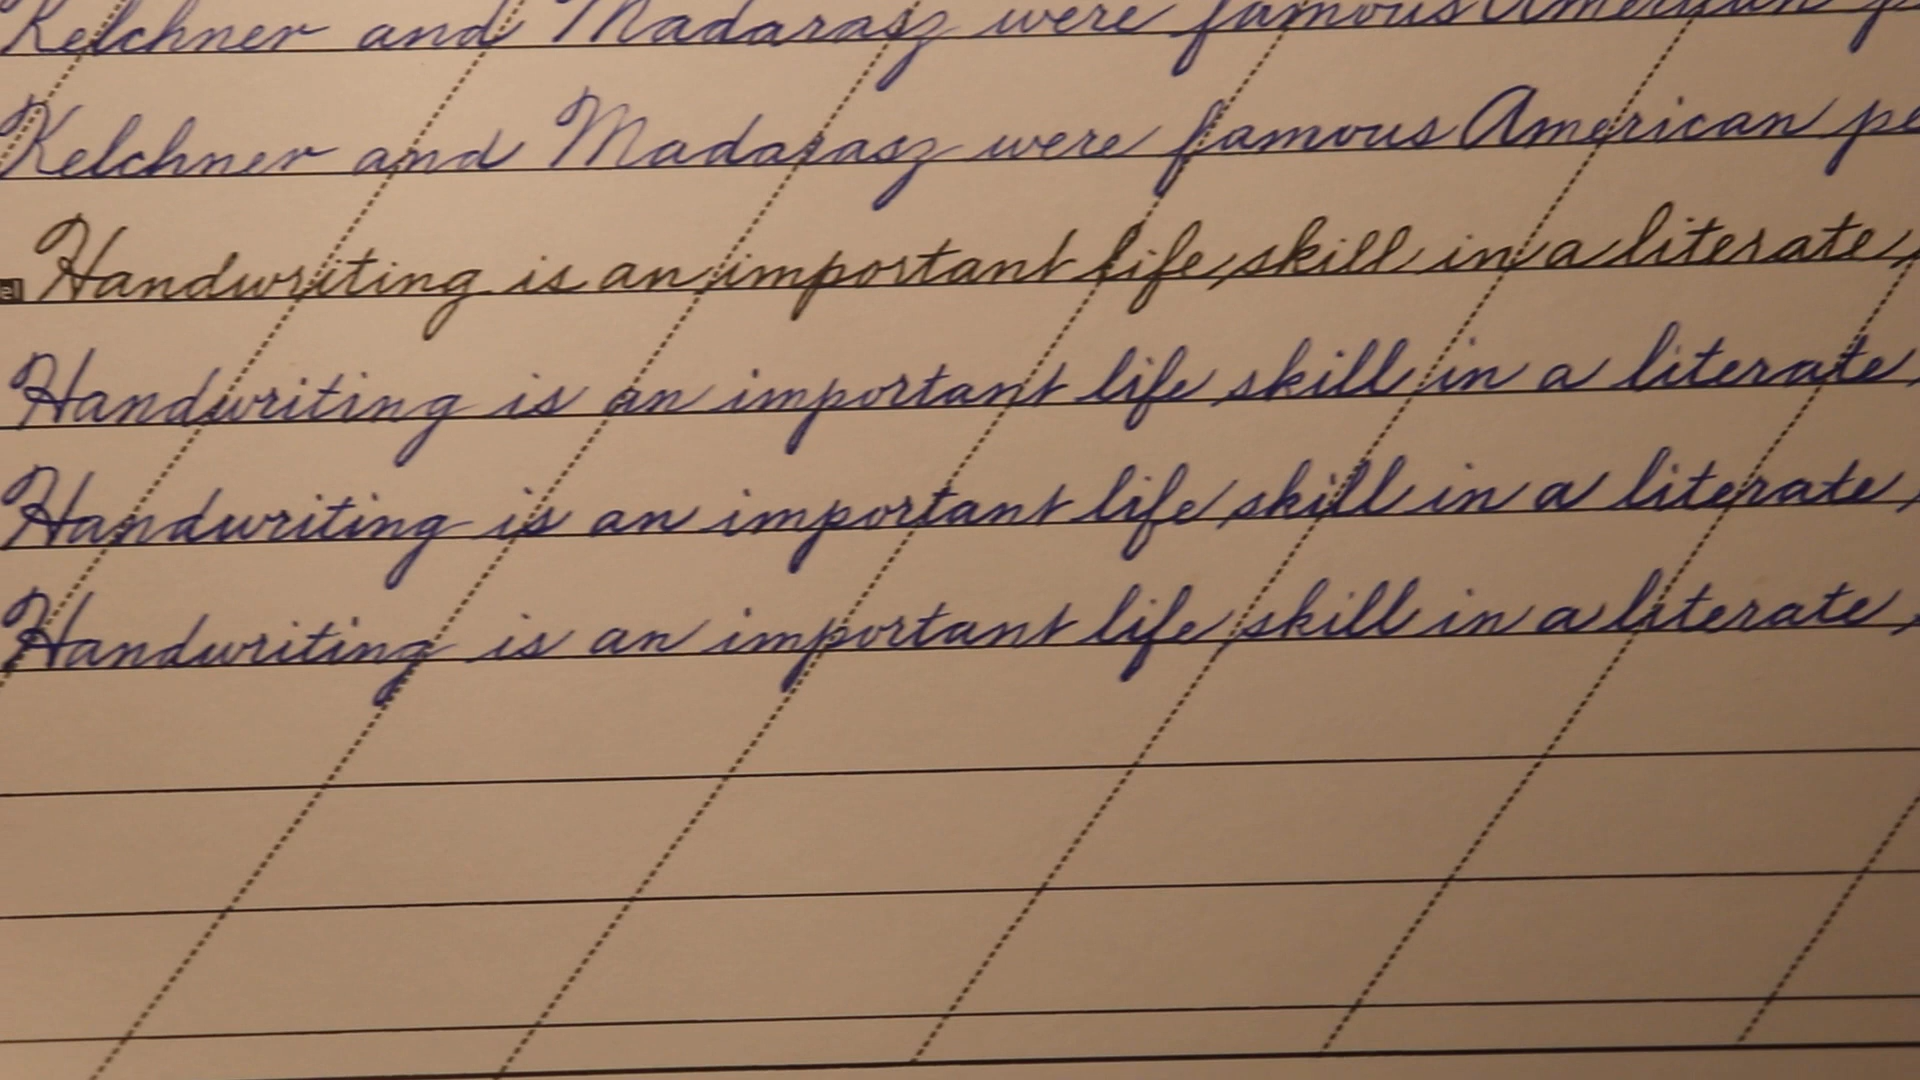 Kelchner and Madarasz were famous American
Kelchner and Madarasz were famous American pe
Handwriting is an important life skill in a literate,
Handwriting is an important life skill in a literate,
Handwriting is an important life skill in a literate,
Handwriting is an important life skill in a literate,